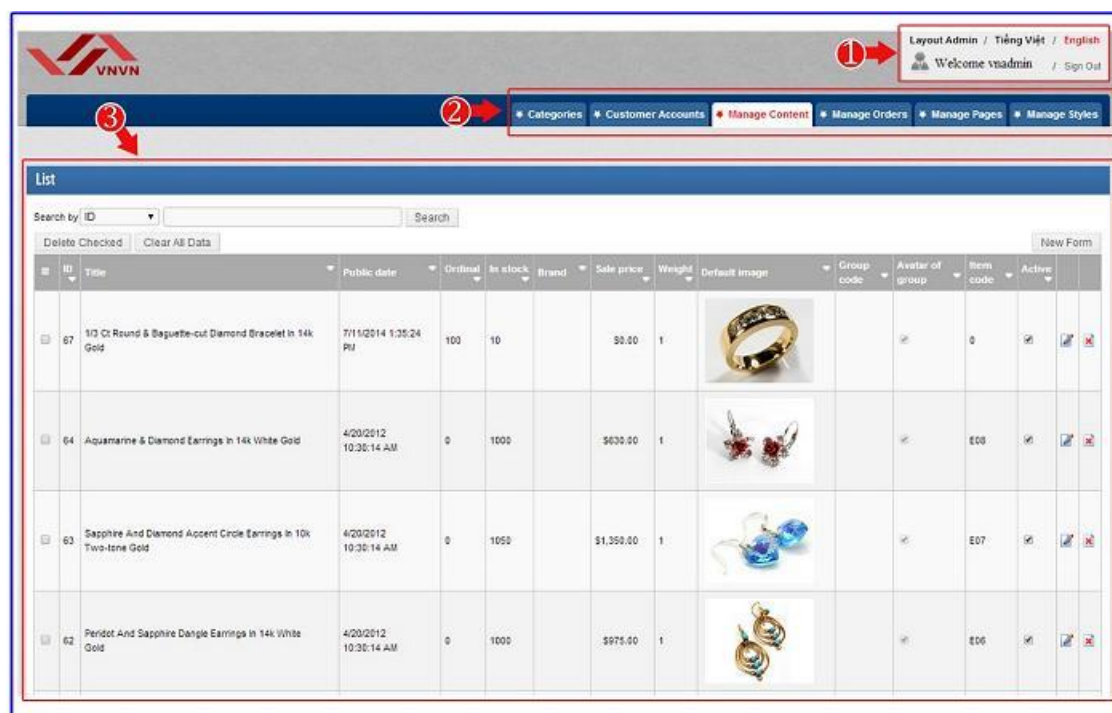 VNVN
1
Layout Admin / Tiếng Việt / English
Welcome vnadmin / Sign Out
2
Categories Customer Accounts Manage Content Manage Orders Manage Pages Manage Styles
3
List
Search by ID Search
Delete Checked Clear All Data New Form
ID Title Public date Ordinal In stock Brand Sale price Weight Default image Group code Avatar of group Item code Active
67 1/3 Ct Round & Baguette-cut Diamond Bracelet In 14k
Gold
7/11/2014 1:35:24
PM
100 10 $0.00 1 0
64 Aquamarine & Diamond Earrings In 14k White Gold
4/20/2012
10:30:14 AM
0 1000 $630.00 1 E08
63 Sapphire And Diamond Accent Circle Earrings In 10k
Two-tone Gold
4/20/2012
10:30:14 AM
0 1050 $1,350.00 1 E07
62 Peridot And Sapphire Dangle Earrings In 14k White
Gold
4/20/2012
10:30:14 AM
0 1000 $975.00 1 E06